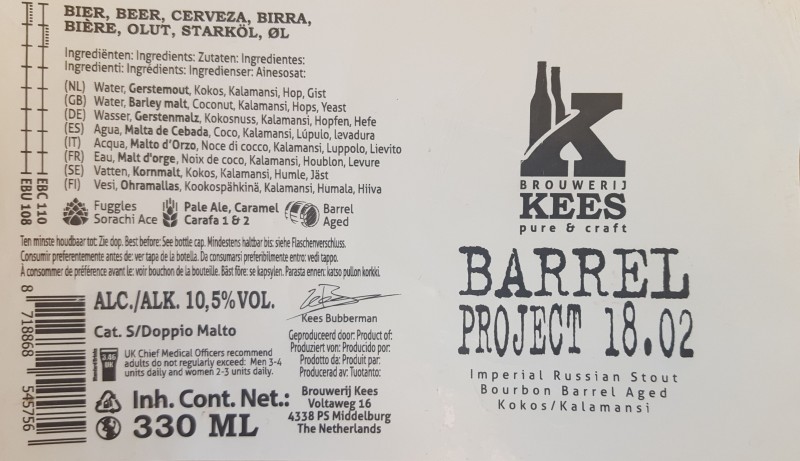 BIER, BEER, CERVEZA, BIRRA,
BIÈRE, OLUT, STARKÖL, ØL
Ingrediënten: Ingredients: Zutaten: Ingredientes:
Ingredienti: Ingrédients: Ingredienser: Ainesosat:
(NL) Water, Gerstemout, Kokos, Kalamansi, Hop, Gist
(GB) Water, Barley malt, Coconut, Kalamansi, Hops, Yeast
(DE) Wasser, Gerstenmalz, Kokosnuss, Kalamansi, Hopfen, Hefe
(ES) Agua, Malta de Cebada, Coco, Kalamansi, Lúpulo, levadura
(IT) Acqua, Malto d'Orzo, Noce di cocco, Kalamansi, Luppolo, Lievito
(FR) Eau, Malt d'orge, Noix de coco, Kalamansi, Houblon, Levure
(SE) Vatten, Kornmalt, Kokos, Kalamansi, Humle, Jäst
(FI) Vesi, Ohramallas, Kookospähkinä, Kalamansi, Humala, Hiiva
EBU 108
EBC 110
Fuggles
Sorachi Ace
Pale Ale, Caramel
Carafa 1 & 2
Barrel
Aged
Ten minste houdbaar tot: Zie dop. Best before: See bottle cap. Mindestens haltbar bis: siehe Flaschenverschluss.
Consumir preferentemente antes de: ver tapa de la botella. Da consumarsi preferibilmente entro: vedi tappo.
À consommer de préférence avant le: voir bouchon de la bouteille. Bäst före: se kapsylen. Parasta ennen: katso pullon korkki.
8 718868 545756
ALC./ALK. 10,5% VOL.
Cat. S/Doppio Malto
3.46
UK
UK Chief Medical Officers recommend
adults do not regularly exceed: Men 3-4
units daily and women 2-3 units daily.
Inh. Cont. Net.:
330 ML
Kees Bubberman
Geproduceerd door: Product of:
Produziert von: Producido por:
Prodotto da: Produit par:
Producerad av: Tuotanto:
Brouwerij Kees
Voltaweg 16
4338 PS Middelburg
The Netherlands
K
BROUWERIJ
KEES
pure & craft
BARREL
PROJECT 18.02
Imperial Russian Stout
Bourbon Barrel Aged
Kokos/Kalamansi